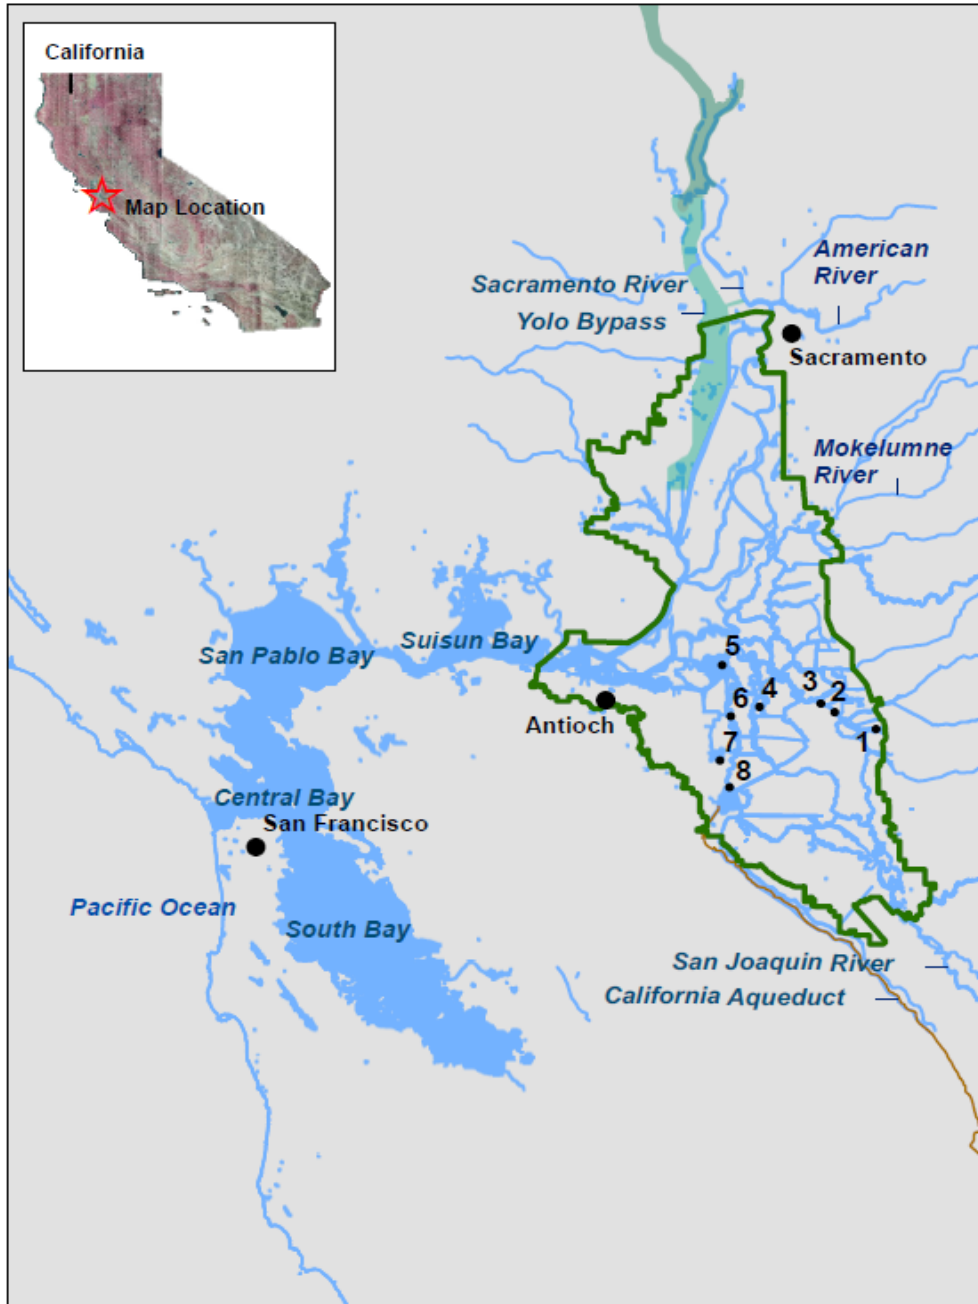 California
Map Location
American
River
Sacramento River
Yolo Bypass
Sacramento
Mokelumne
River
Suisun Bay
San Pablo Bay
5
6
4
3
2
1
Antioch
7
8
Central Bay
San Francisco
Pacific Ocean
South Bay
San Joaquin River
California Aqueduct